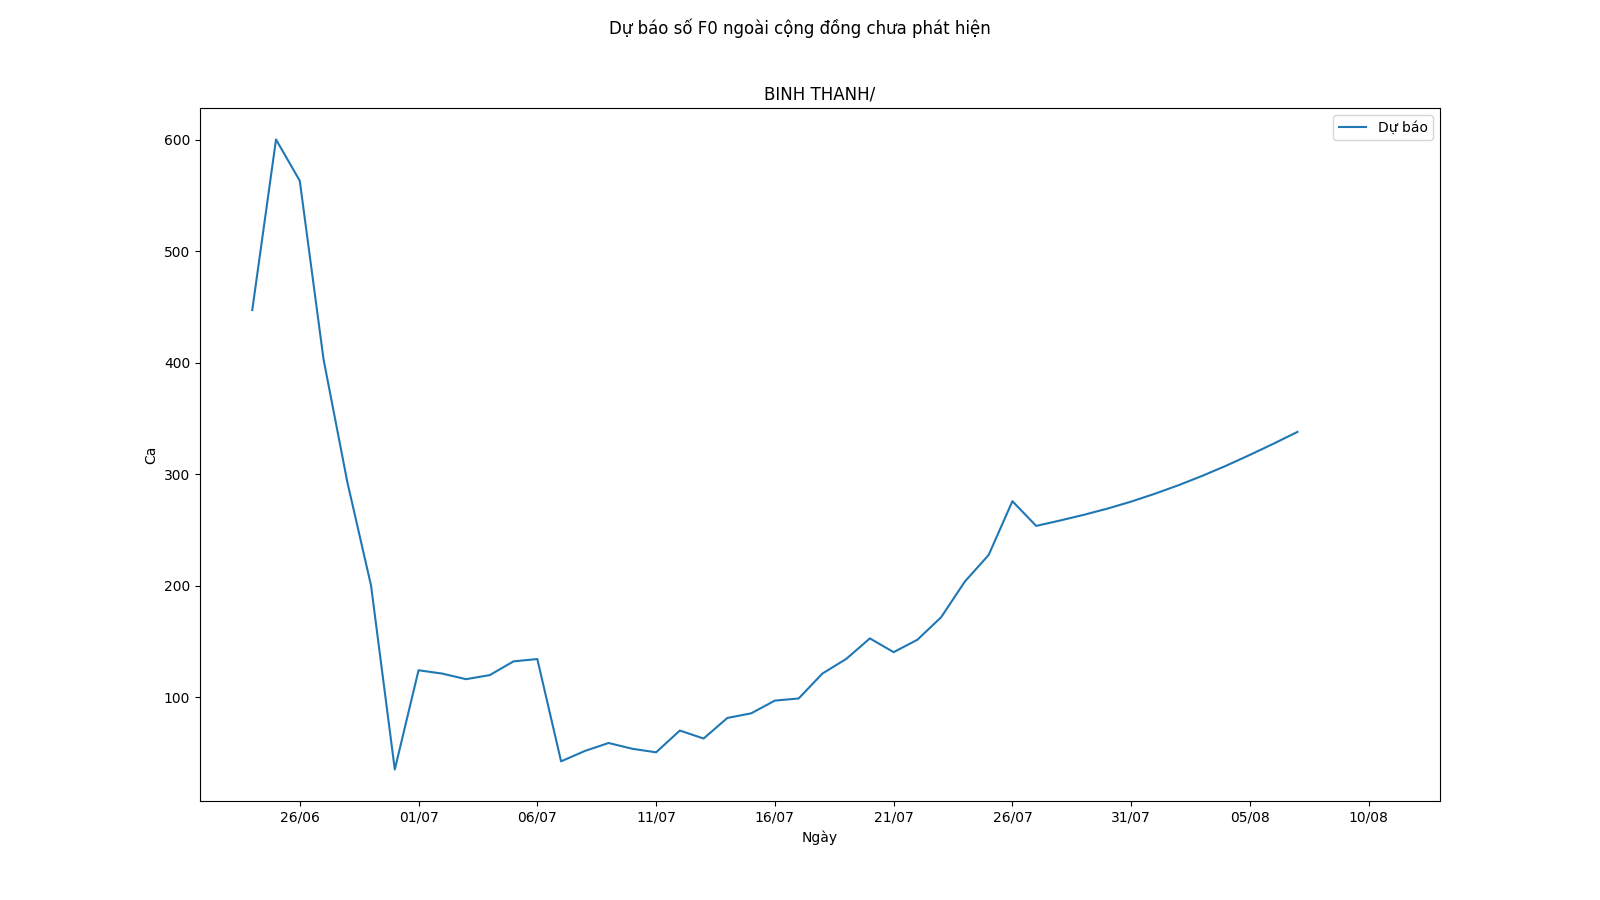 Dự báo số F0 ngoài cộng đồng chưa phát hiện
BINH THANH/
Dự báo
600
500
400
300
200
100
Ca
26/06 01/07 06/07 11/07 16/07 21/07 26/07 31/07 05/08 10/08
Ngày